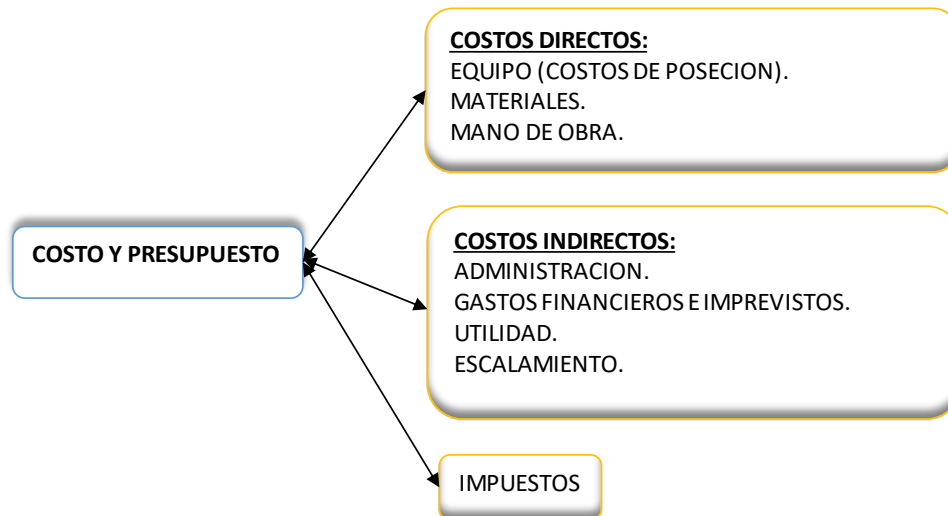 COSTOS DIRECTOS:
EQUIPO (COSTOS DE POSECION).
MATERIALES.
MANO DE OBRA.
COSTO Y PRESUPUESTO
COSTOS INDIRECTOS:
ADMINISTRACION.
GASTOS FINANCIEROS E IMPREVISTOS.
UTILIDAD.
ESCALAMIENTO.
IMPUESTOS